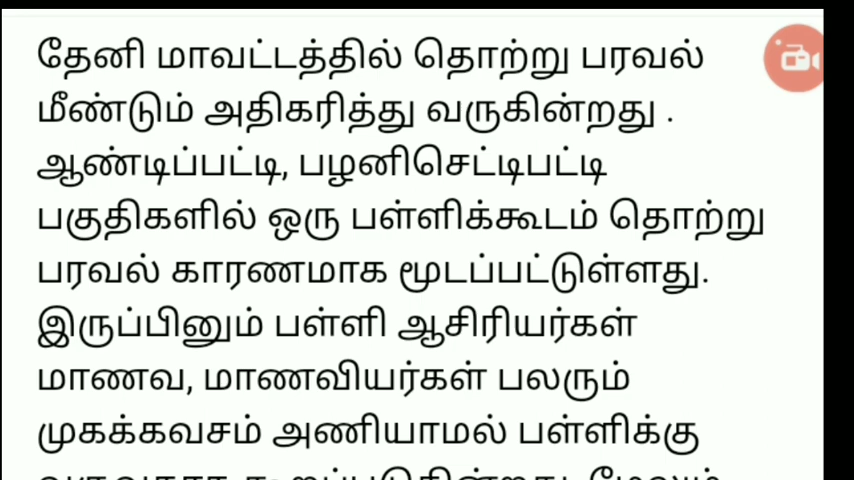 தேனி மாவட்டத்தில் தொற்று பரவல்
மீண்டும் அதிகரித்து வருகின்றது .
ஆண்டிப்பட்டி, பழனிசெட்டிபட்டி
பகுதிகளில் ஒரு பள்ளிக்கூடம் தொற்று
பரவல் காரணமாக மூடப்பட்டுள்ளது.
இருப்பினும் பள்ளி ஆசிரியர்கள்
மாணவ, மாணவியர்கள் பலரும்
முகக்கவசம் அணியாமல் பள்ளிக்கு